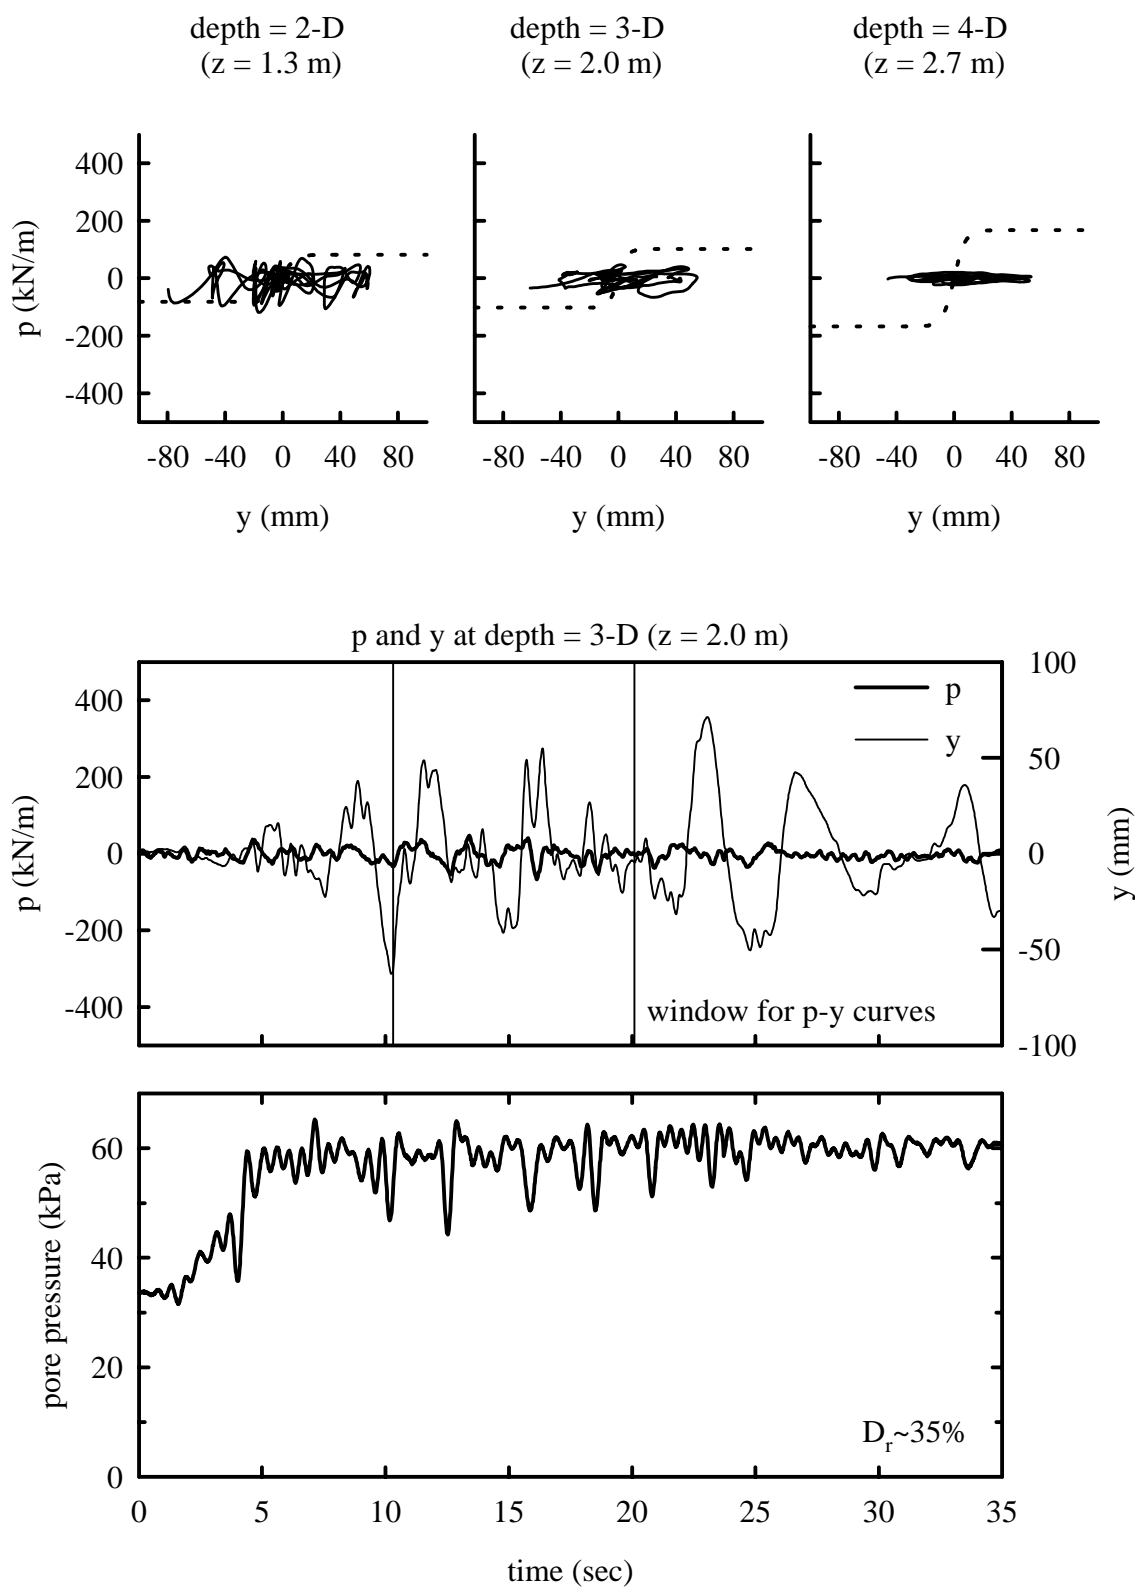 depth = 2-D
(z = 1.3 m)
depth = 3-D
(z = 2.0 m)
depth = 4-D
(z = 2.7 m)
p (kN/m)
400
200
0
-200
-400
-80 -40 0 40 80
-80 -40 0 40 80
-80 -40 0 40 80
y (mm)
y (mm)
y (mm)
p and y at depth = 3-D (z = 2.0 m)
p (kN/m)
400
200
0
-200
-400
p
y
window for p-y curves
100
50
0
-50
-100
y (mm)
pore pressure (kPa)
60
40
20
0
Dr~35%
0 5 10 15 20 25 30 35
time (sec)